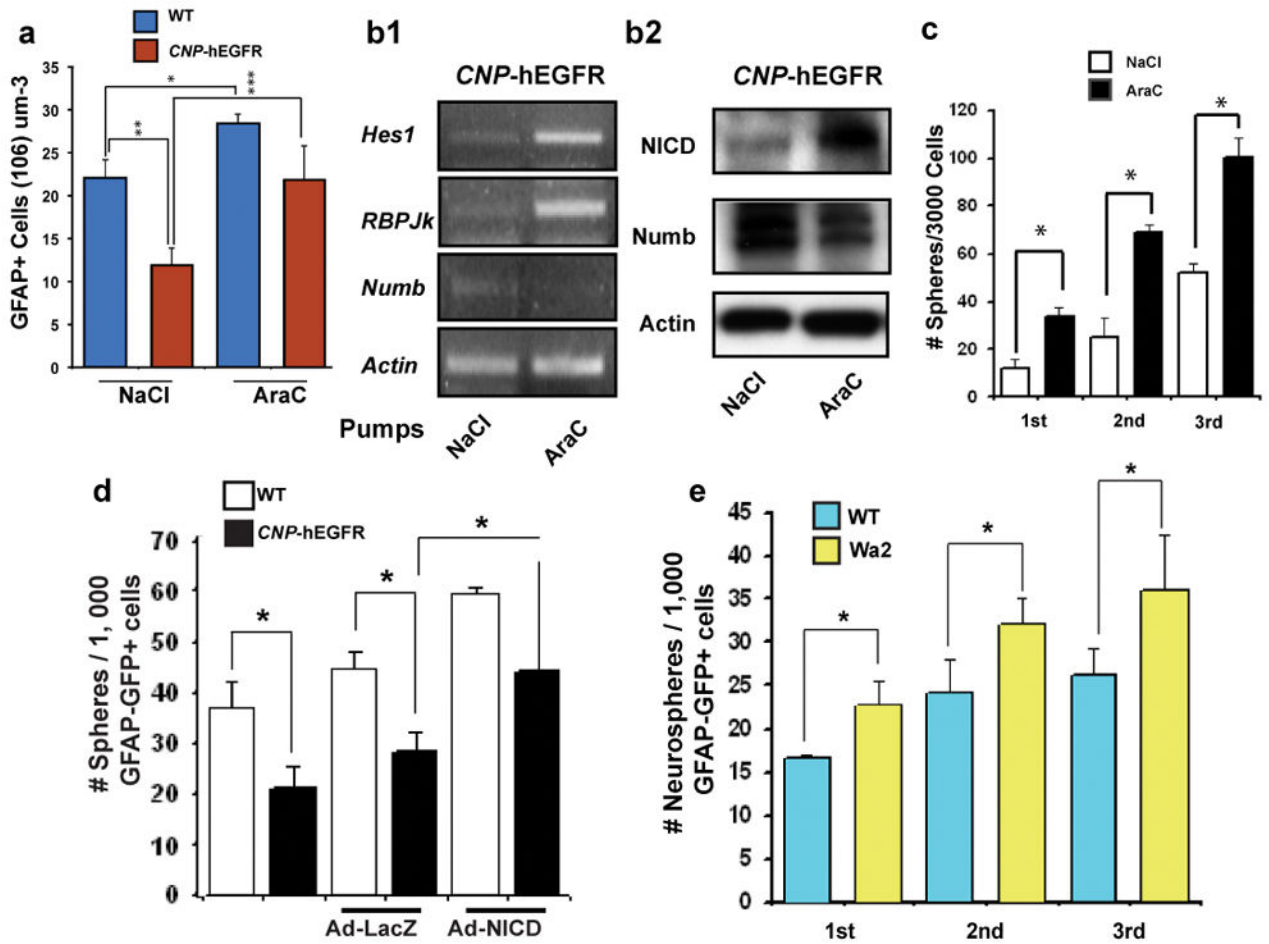 a
WT
CNP-hEGFR
GFAP+ Cells (106) um-3
35
30
25
20
15
10
5
0
*
**
***
NaCl
AraC
b1
CNP-hEGFR
Hes1
RBPJk
Numb
Actin
Pumps
NaCl
AraC
b2
CNP-hEGFR
NICD
Numb
Actin
NaCl
AraC
c
NaCl
AraC
# Spheres/3000 Cells
120
100
80
60
40
20
0
*
*
*
1st
2nd
3rd
d
WT
CNP-hEGFR
# Spheres / 1, 000
GFAP-GFP+ cells
70
60
50
40
30
20
10
0
*
*
*
Ad-LacZ
Ad-NICD
e
WT
Wa2
# Neurospheres / 1,000
GFAP-GFP+ cells
45
40
35
30
25
20
15
10
5
0
*
*
*
1st
2nd
3rd